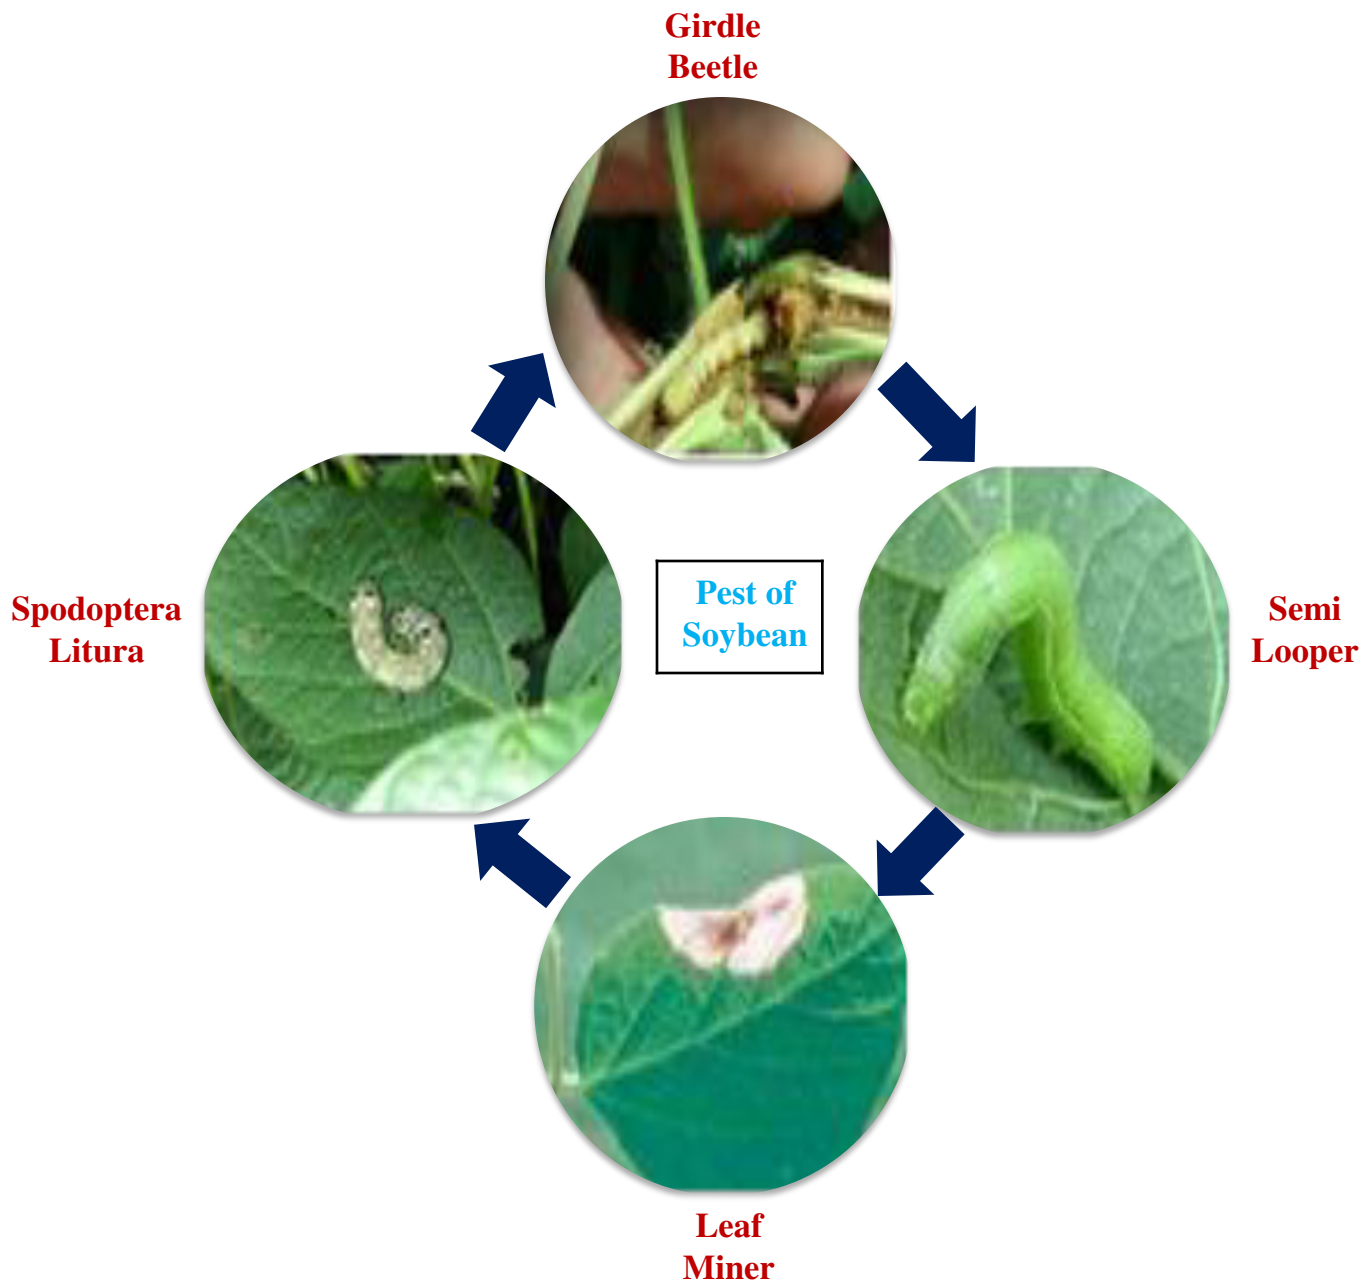 Girdle
Beetle
Spodoptera
Litura
Pest of
Soybean
Semi
Looper
Leaf
Miner